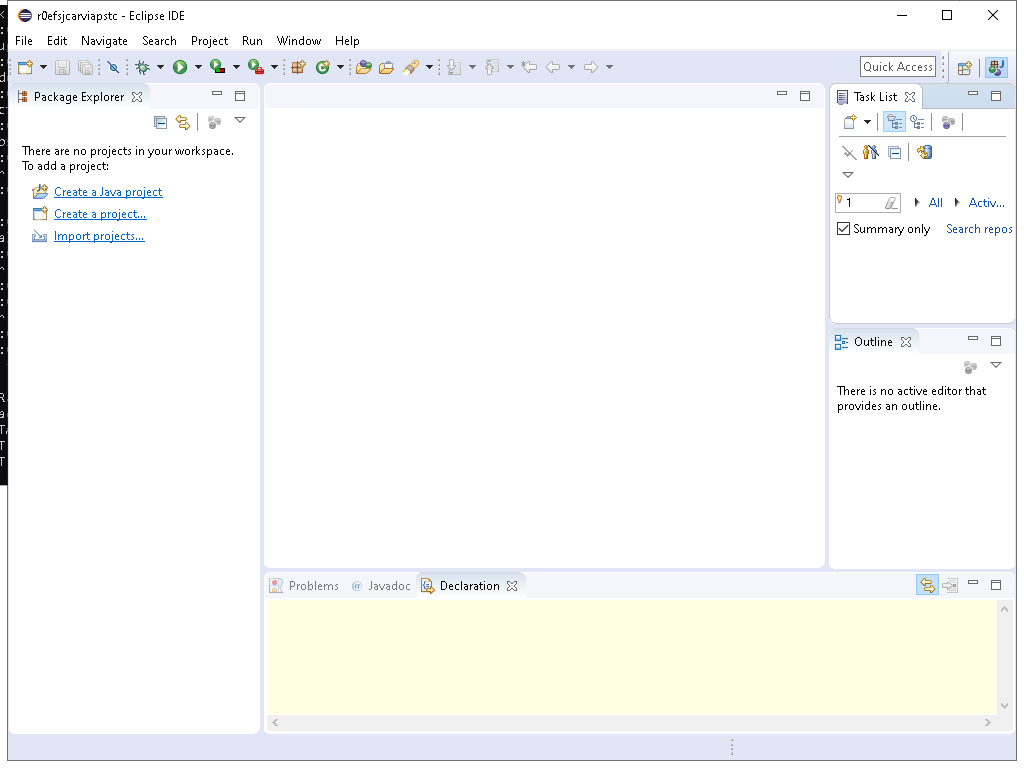 r0efsjcarviapstc - Eclipse IDE
File Edit Navigate Search Project Run Window Help
Quick Access
Package Explorer
There are no projects in your workspace.
To add a project:
Create a Java project
Create a project...
Import projects...
Task List
1 All Activ...
Summary only Search repos
Outline
There is no active editor that
provides an outline.
Problems @ Javadoc Declaration